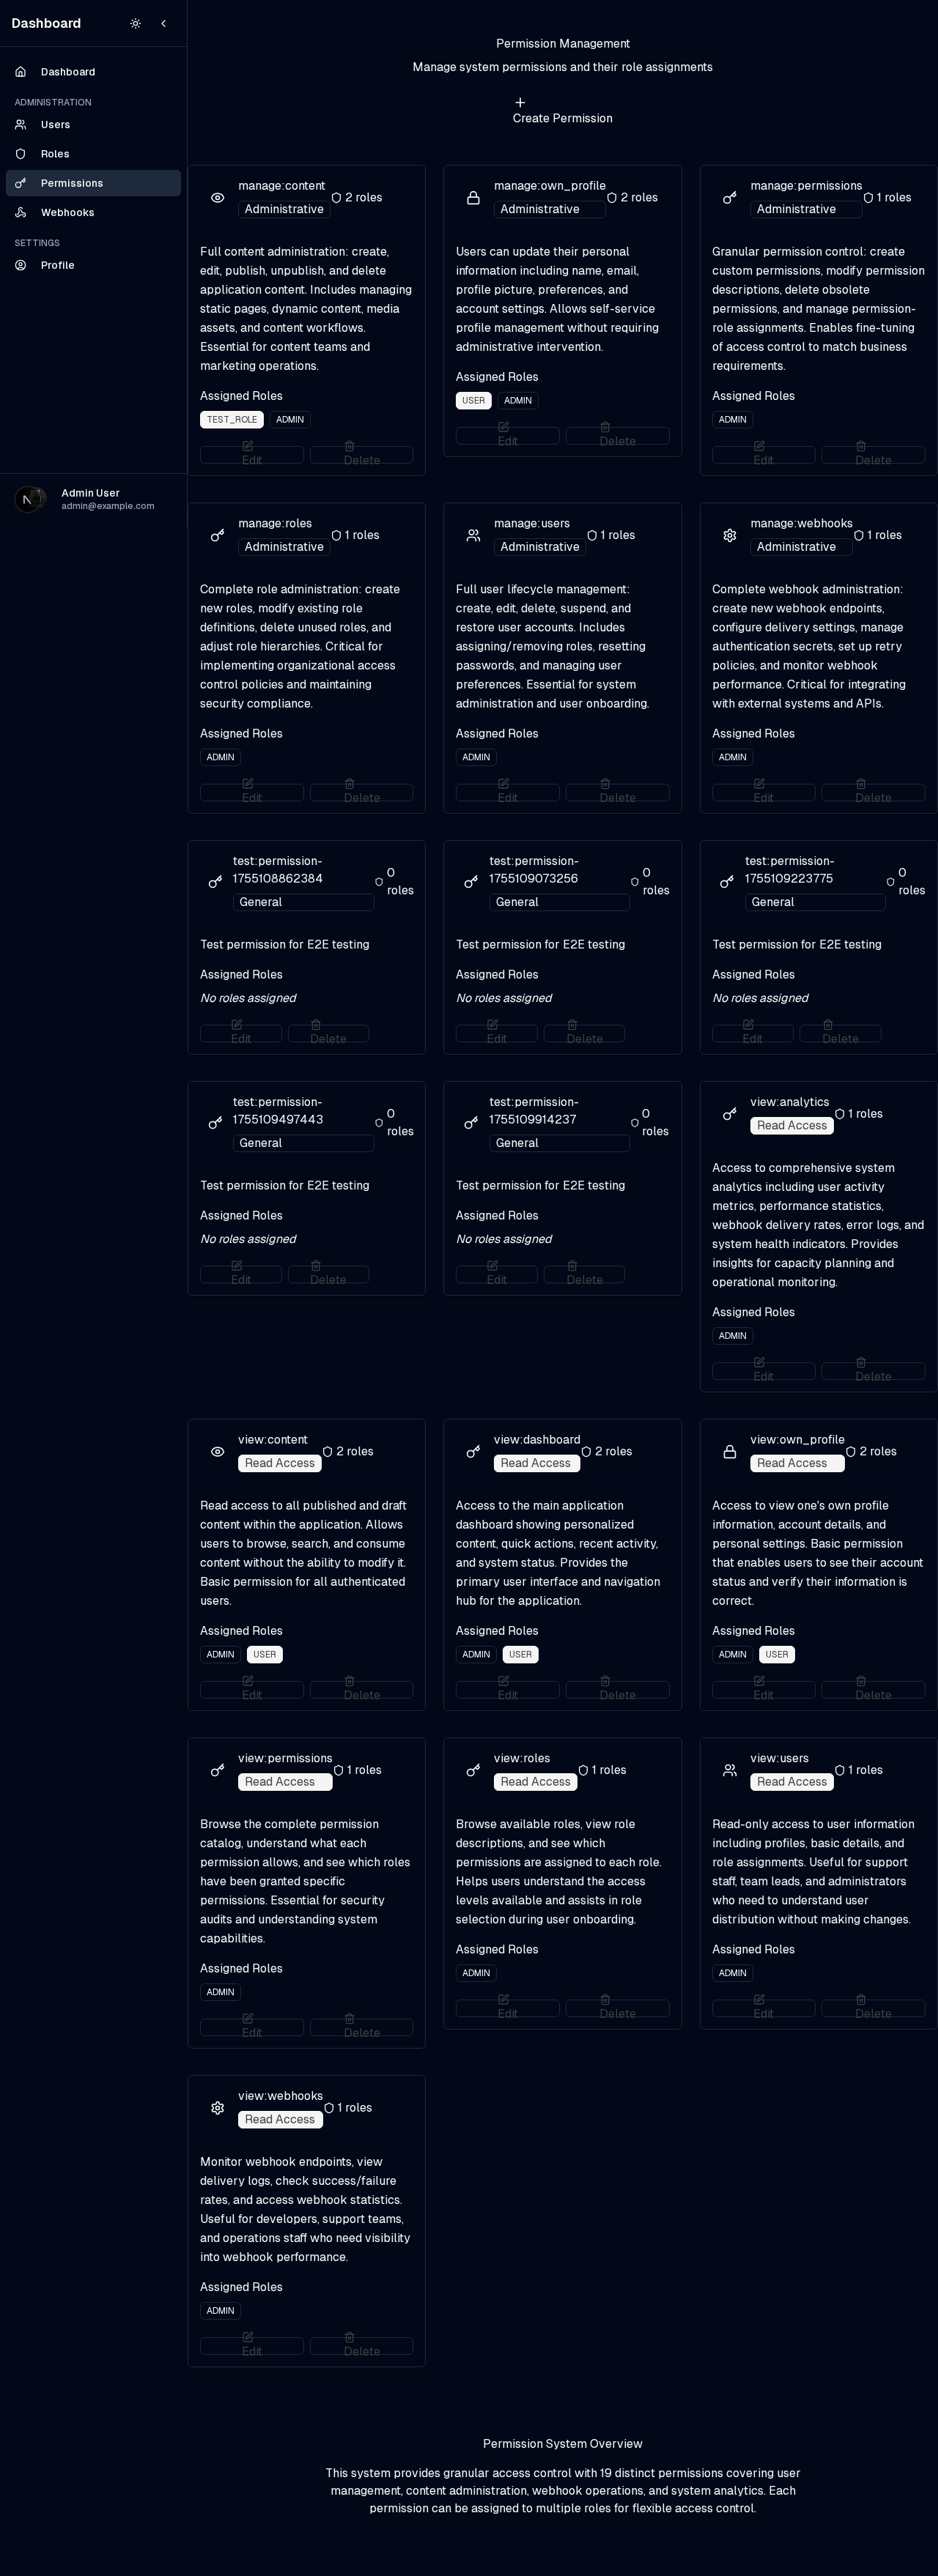 Dashboard
Dashboard
ADMINISTRATION
Users
Roles
Permissions
Webhooks
SETTINGS
Profile
Admin User
admin@example.com
Permission Management
Manage system permissions and their role assignments
Create Permission
manage:content
Administrative
2 roles
Full content administration: create,
edit, publish, unpublish, and delete
application content. Includes managing
static pages, dynamic content, media
assets, and content workflows.
Essential for content teams and
marketing operations.
Assigned Roles
TEST_ROLE ADMIN
Edit Delete
manage:own_profile
Administrative
2 roles
Users can update their personal
information including name, email,
profile picture, preferences, and
account settings. Allows self-service
profile management without requiring
administrative intervention.
Assigned Roles
USER ADMIN
Edit Delete
manage:permissions
Administrative
1 roles
Granular permission control: create
custom permissions, modify permission
descriptions, delete obsolete
permissions, and manage permission-
role assignments. Enables fine-tuning
of access control to match business
requirements.
Assigned Roles
ADMIN
Edit Delete
manage:roles
Administrative
1 roles
Complete role administration: create
new roles, modify existing role
definitions, delete unused roles, and
adjust role hierarchies. Critical for
implementing organizational access
control policies and maintaining
security compliance.
Assigned Roles
ADMIN
Edit Delete
manage:users
Administrative
1 roles
Full user lifecycle management:
create, edit, delete, suspend, and
restore user accounts. Includes
assigning/removing roles, resetting
passwords, and managing user
preferences. Essential for system
administration and user onboarding.
Assigned Roles
ADMIN
Edit Delete
manage:webhooks
Administrative
1 roles
Complete webhook administration:
create new webhook endpoints,
configure delivery settings, manage
authentication secrets, set up retry
policies, and monitor webhook
performance. Critical for integrating
with external systems and APIs.
Assigned Roles
ADMIN
Edit Delete
test:permission-
1755108862384
General
0
roles
Test permission for E2E testing
Assigned Roles
No roles assigned
Edit Delete
test:permission-
1755109073256
General
0
roles
Test permission for E2E testing
Assigned Roles
No roles assigned
Edit Delete
test:permission-
1755109223775
General
0
roles
Test permission for E2E testing
Assigned Roles
No roles assigned
Edit Delete
test:permission-
1755109497443
General
0
roles
Test permission for E2E testing
Assigned Roles
No roles assigned
Edit Delete
test:permission-
1755109914237
General
0
roles
Test permission for E2E testing
Assigned Roles
No roles assigned
Edit Delete
view:analytics
Read Access
1 roles
Access to comprehensive system
analytics including user activity
metrics, performance statistics,
webhook delivery rates, error logs, and
system health indicators. Provides
insights for capacity planning and
operational monitoring.
Assigned Roles
ADMIN
Edit Delete
view:content
Read Access
2 roles
Read access to all published and draft
content within the application. Allows
users to browse, search, and consume
content without the ability to modify it.
Basic permission for all authenticated
users.
Assigned Roles
ADMIN USER
Edit Delete
view:dashboard
Read Access
2 roles
Access to the main application
dashboard showing personalized
content, quick actions, recent activity,
and system status. Provides the
primary user interface and navigation
hub for the application.
Assigned Roles
ADMIN USER
Edit Delete
view:own_profile
Read Access
2 roles
Access to view one's own profile
information, account details, and
personal settings. Basic permission
that enables users to see their account
status and verify their information is
correct.
Assigned Roles
ADMIN USER
Edit Delete
view:permissions
Read Access
1 roles
Browse the complete permission
catalog, understand what each
permission allows, and see which roles
have been granted specific
permissions. Essential for security
audits and understanding system
capabilities.
Assigned Roles
ADMIN
Edit Delete
view:roles
Read Access
1 roles
Browse available roles, view role
descriptions, and see which
permissions are assigned to each role.
Helps users understand the access
levels available and assists in role
selection during user onboarding.
Assigned Roles
ADMIN
Edit Delete
view:users
Read Access
1 roles
Read-only access to user information
including profiles, basic details, and
role assignments. Useful for support
staff, team leads, and administrators
who need to understand user
distribution without making changes.
Assigned Roles
ADMIN
Edit Delete
view:webhooks
Read Access
1 roles
Monitor webhook endpoints, view
delivery logs, check success/failure
rates, and access webhook statistics.
Useful for developers, support teams,
and operations staff who need visibility
into webhook performance.
Assigned Roles
ADMIN
Edit Delete
Permission System Overview
This system provides granular access control with 19 distinct permissions covering user
management, content administration, webhook operations, and system analytics. Each
permission can be assigned to multiple roles for flexible access control.